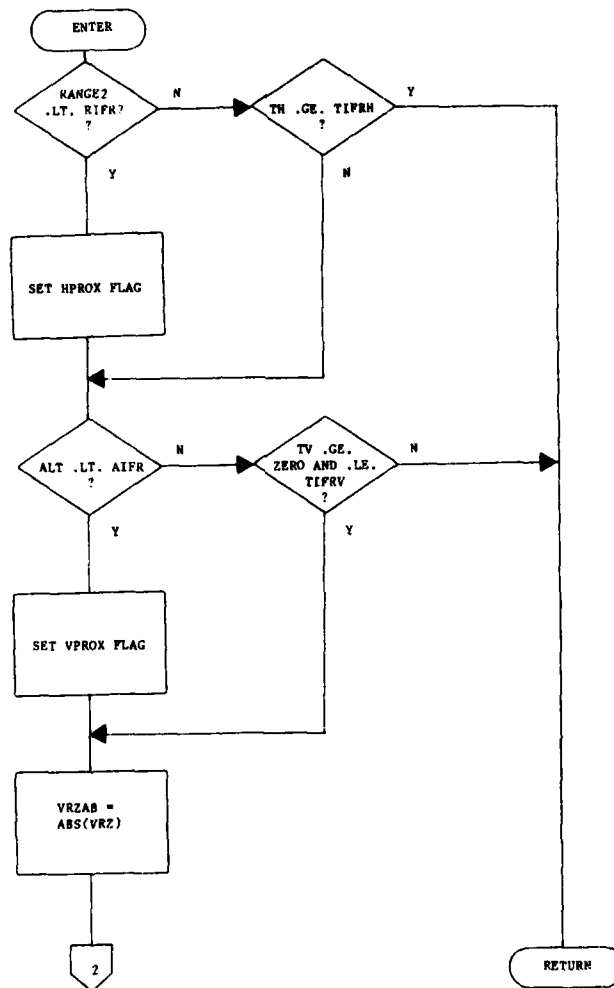 ENTER
RANGE2
.LT. RIFR?
?
N
TH .GE. TIFRH
?
Y
Y
N
SET HPROX FLAG
ALT .LT. AIFR
?
N
TV .GE.
ZERO AND .LE.
TIFRV
?
N
Y
Y
SET VPROX FLAG
VRZAB =
ABS(VRZ)
2
RETURN